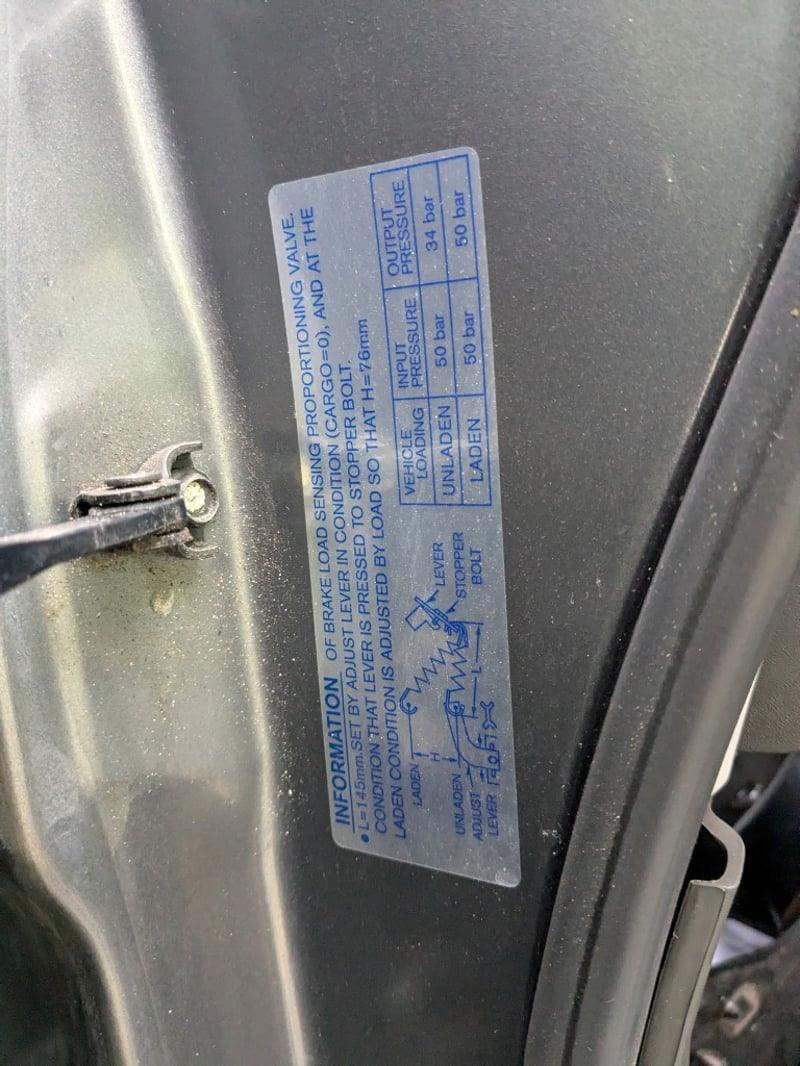 INFORMATION OF BRAKE LOAD SENSING PROPORTIONING VALVE.
• L=145mm. SET BY ADJUST LEVER IN CONDITION (CARGO=0), AND AT THE
CONDITION THAT LEVER IS PRESSED TO STOPPER BOLT.
LADEN CONDITION IS ADJUSTED BY LOAD SO THAT H=76mm
LADEN
H
UNLADEN
ADJUST
LEVER
L
LEVER
STOPPER
BOLT
VEHICLE LOADING INPUT PRESSURE OUTPUT PRESSURE
UNLADEN 50 bar 34 bar
LADEN 50 bar 50 bar